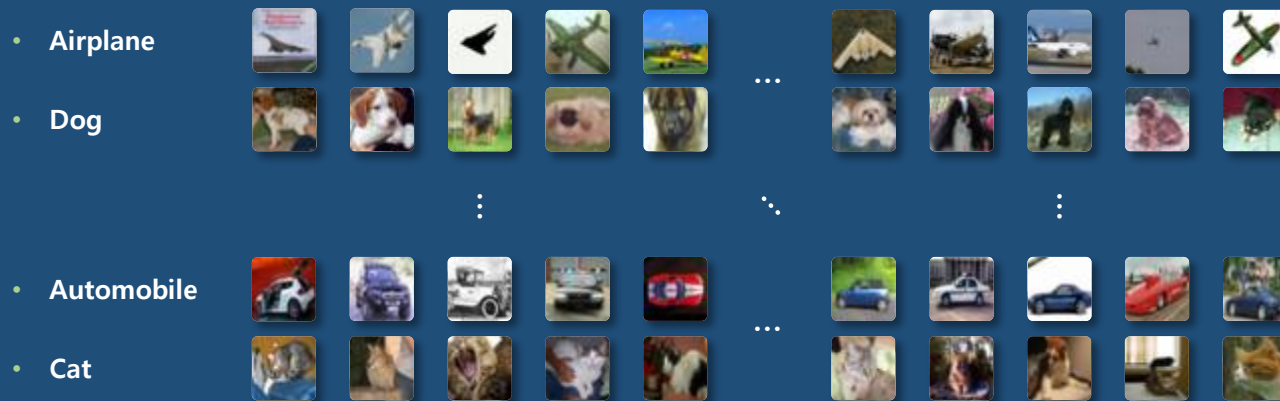 • Airplane
...
• Dog
• Automobile
...
• Cat